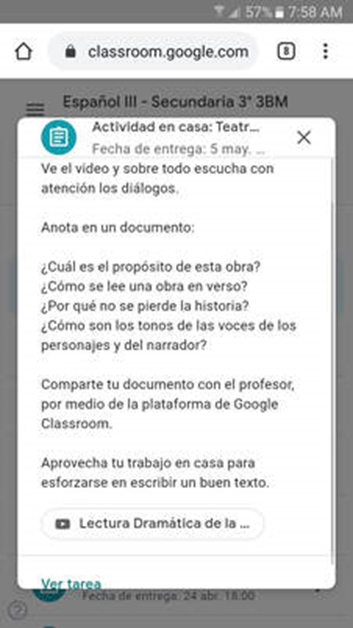 57% 7:58 AM
classroom.google.com
8
Español III - Secundaria 3° 3BM
Actividad en casa: Teatr...
Fecha de entrega: 5 may. ...
Ve el video y sobre todo escucha con
atención los diálogos.
Anota en un documento:
¿Cuál es el propósito de esta obra?
¿Cómo se lee una obra en verso?
¿Por qué no se pierde la historia?
¿Cómo son los tonos de las voces de los
personajes y del narrador?
Comparte tu documento con el profesor,
por medio de la plataforma de Google
Classroom.
Aprovecha tu trabajo en casa para
esforzarse en escribir un buen texto.
Lectura Dramática de la ...
Ver tarea
Fecha de entrega: 24 abr. 18:00